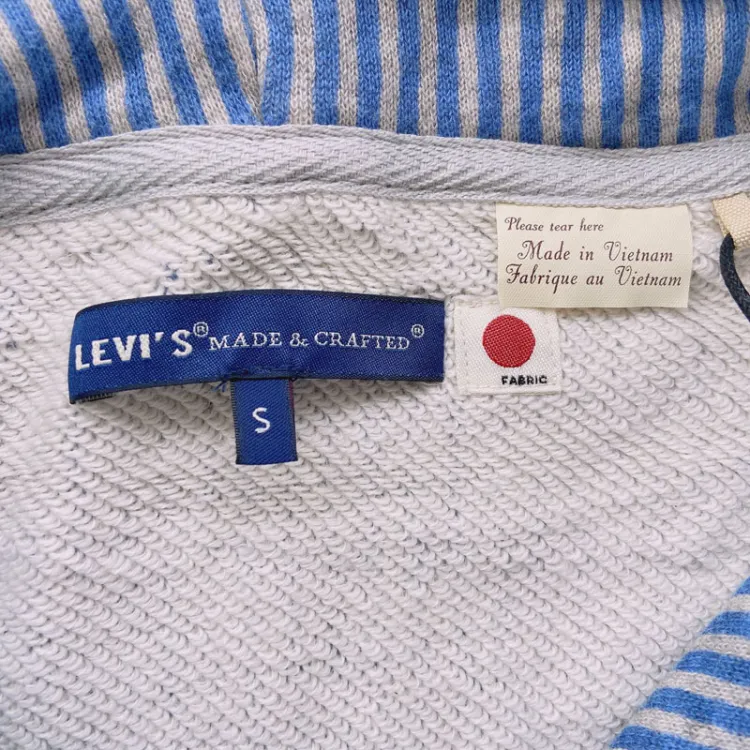 Please tear here
Made in Vietnam
Fabrique au Vietnam
LEVI'S® MADE & CRAFTED®
S
FABRIC